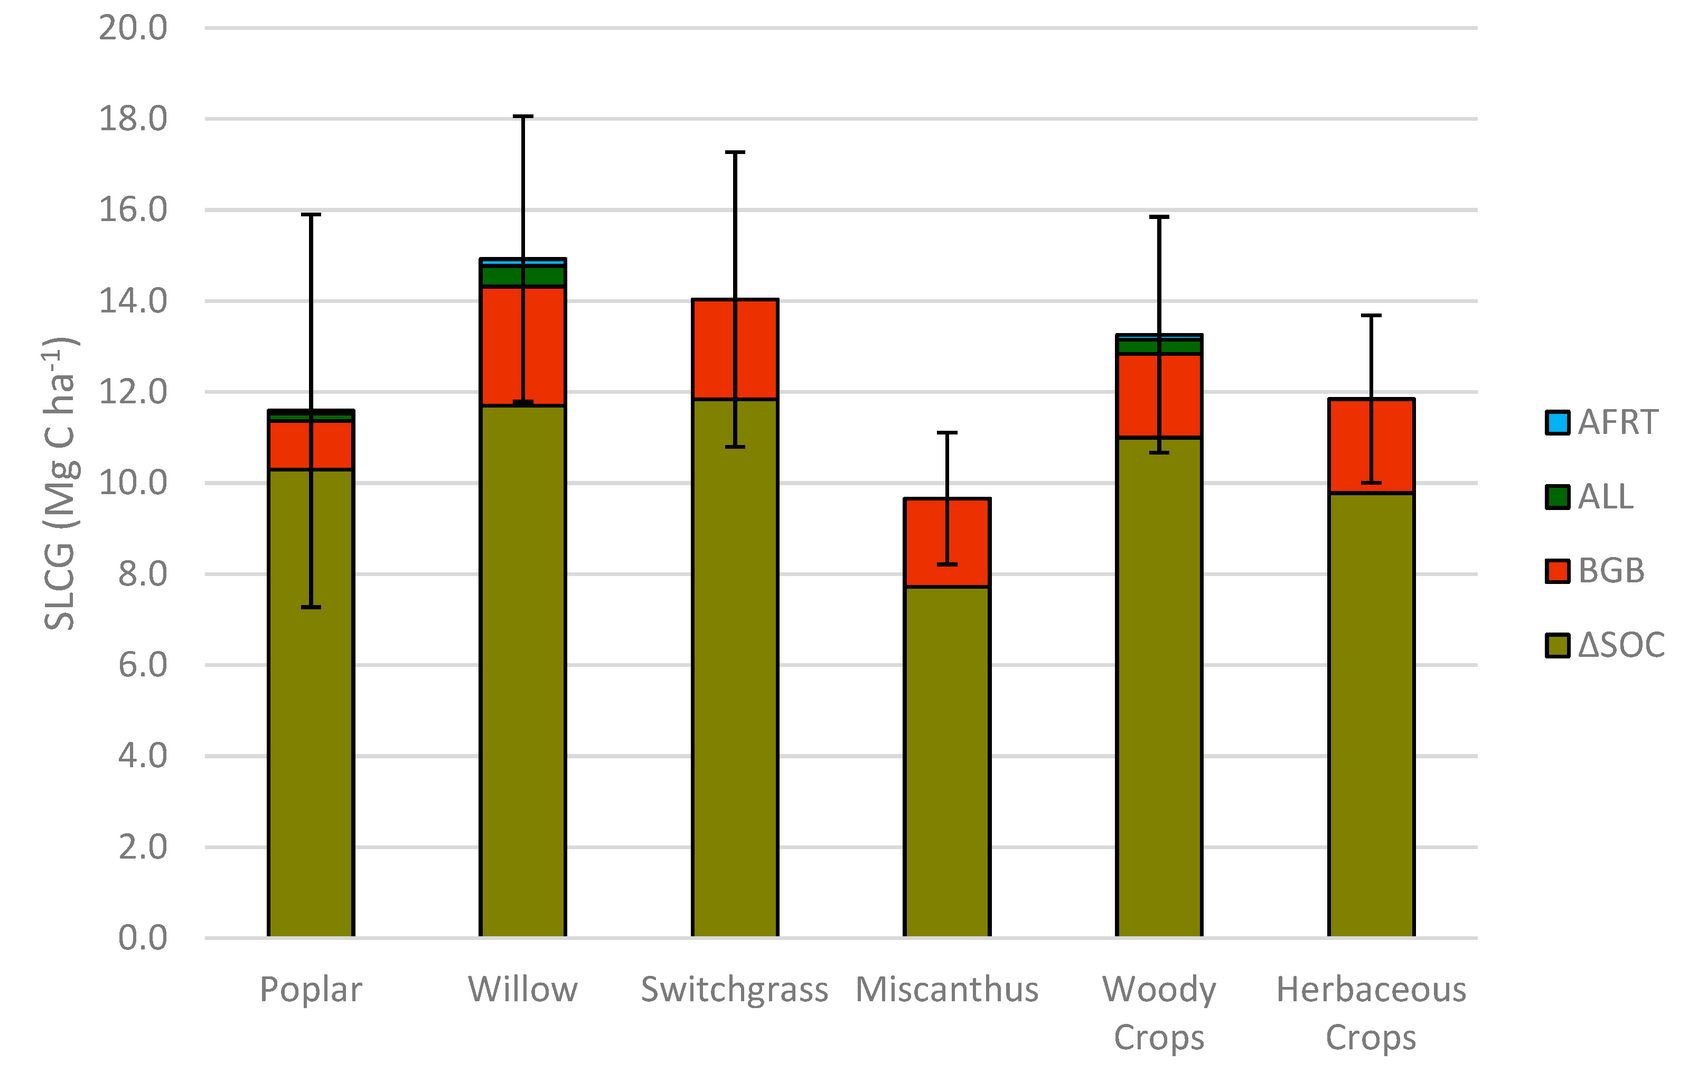 20.0
18.0
16.0
14.0
12.0
10.0
8.0
6.0
4.0
2.0
0.0
SLCG (Mg C ha⁻¹)
Poplar
Willow
Switchgrass
Miscanthus
Woody
Crops
Herbaceous
Crops
AFRT
ALL
BGB
ΔSOC